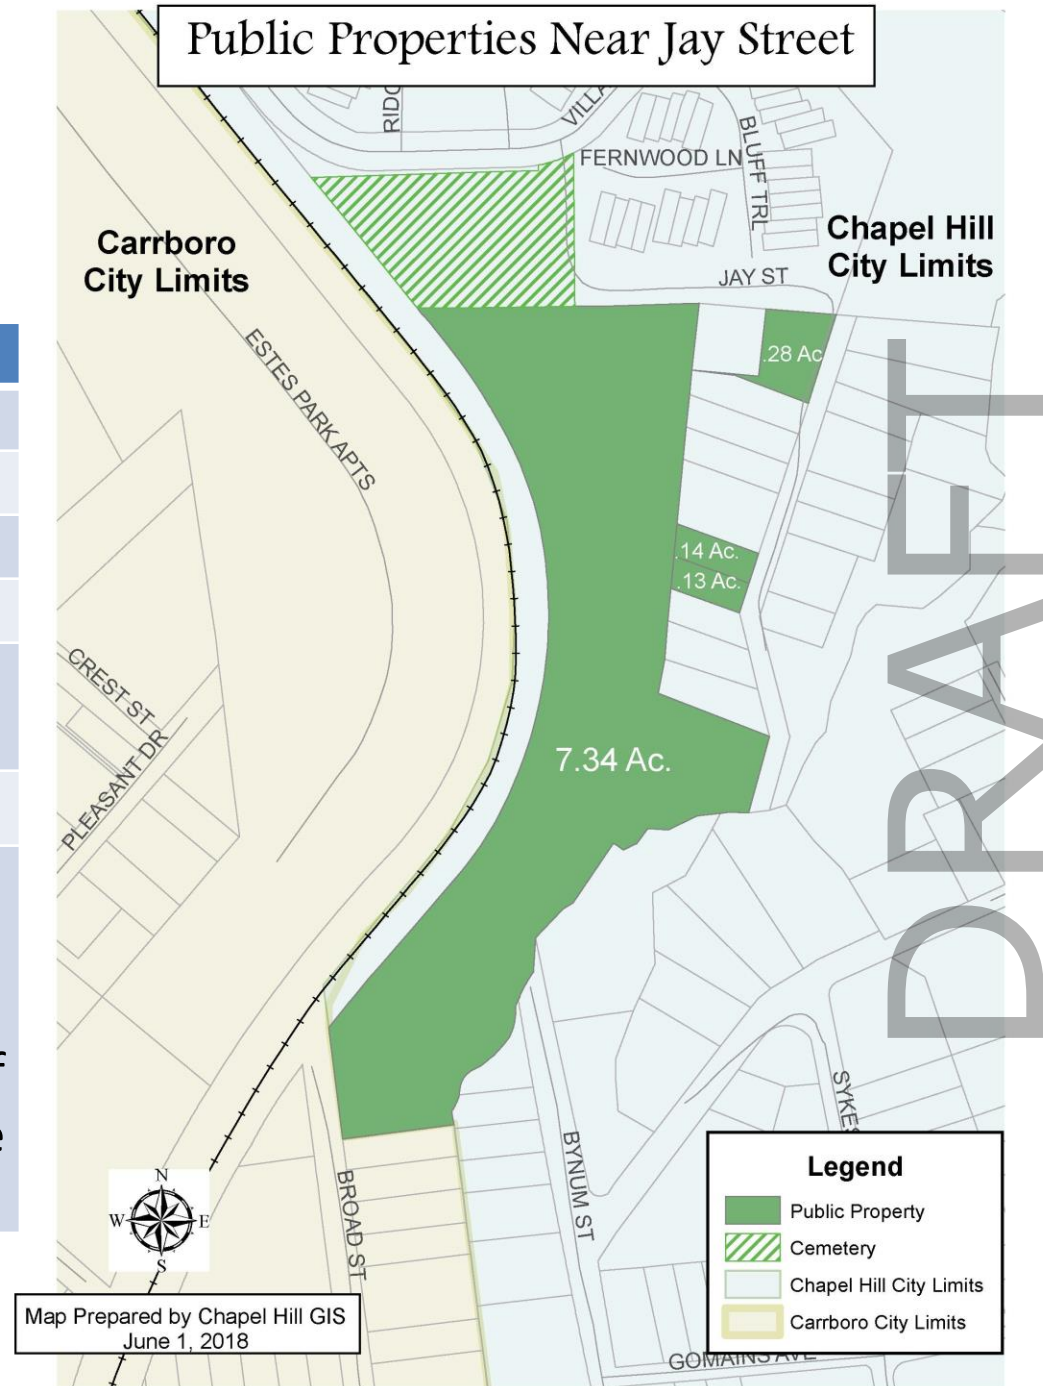 Public Properties Near Jay Street
FERNWOOD LN
BLUFF TRL
Carrboro
City Limits
Chapel Hill
City Limits
JAY ST
.28 Ac
ESTES PARK APTS
.14 Ac.
.13 Ac.
CREST ST
PLEASANT DR
7.34 Ac.
DRAFT
BYNUM ST
BROAD ST
N
W
E
S
Legend
Public Property
Cemetery
Chapel Hill City Limits
Carrboro City Limits
Map Prepared by Chapel Hill GIS
June 1, 2018